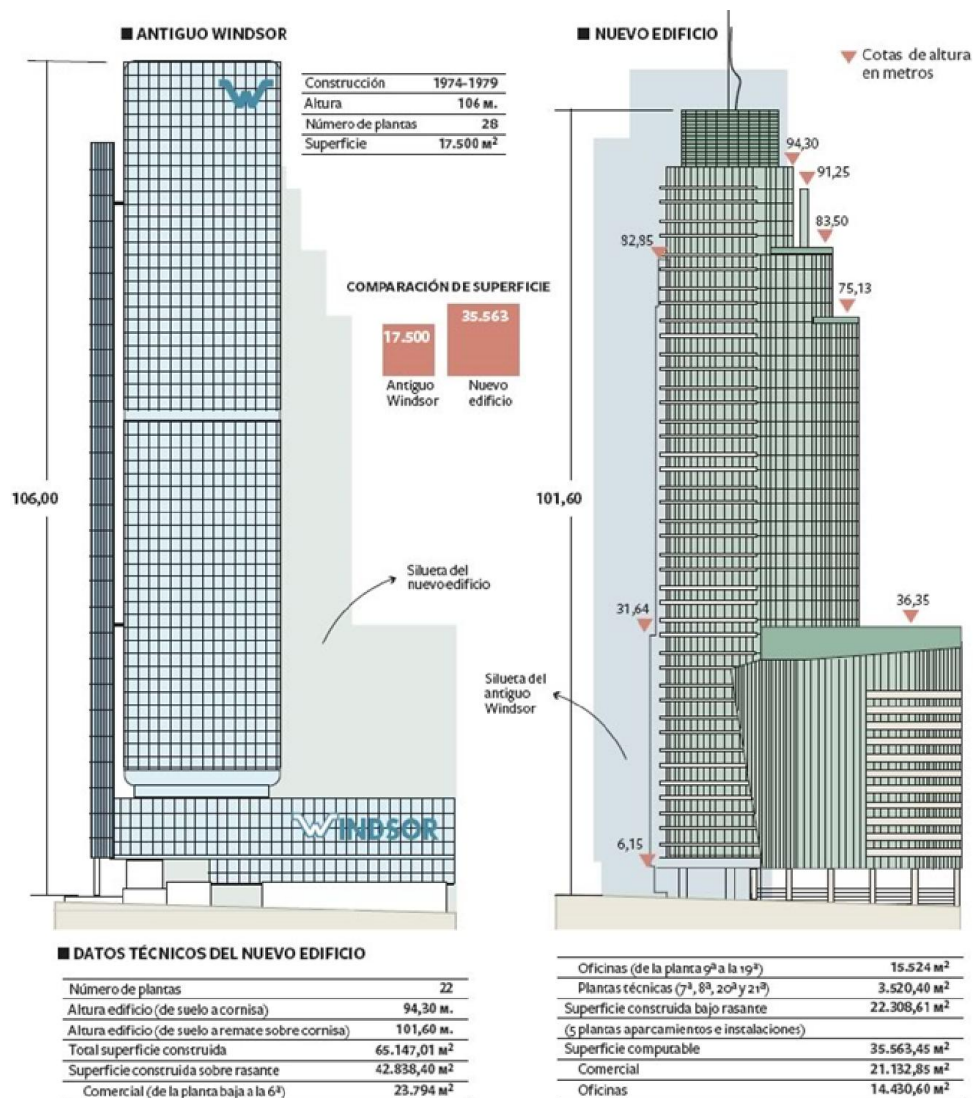 ANTIGUO WINDSOR
Construcción 1974-1979
Altura 106 M.
Número de plantas 28
Superficie 17.500 M²
106,00
W
Silueta del
nuevo edificio
WINDSOR
COMPARACIÓN DE SUPERFICIE
17.500
35.563
Antiguo
Windsor
Nuevo
edificio
NUEVO EDIFICIO
Cotas de altura
en metros
94,30
91,25
83,50
82,85
75,13
101,60
36,35
31,64
Silueta del
antiguo
Windsor
6,15
DATOS TÉCNICOS DEL NUEVO EDIFICIO
Número de plantas 22
Altura edificio (de suelo a cornisa) 94,30 M.
Altura edificio (de suelo a remate sobre cornisa) 101,60 M.
Total superficie construida 65.147,01 M²
Superficie construida sobre rasante 42.838,40 M²
Comercial (de la planta baja a la 6ª) 23.794 M²
Oficinas (de la planta 9ª a la 19ª) 15.524 M²
Plantas técnicas (7ª, 8ª, 20ª y 21ª) 3.520,40 M²
Superficie construida bajo rasante 22.308,61 M²
(5 plantas aparcamientos e instalaciones)
Superficie computable 35.563,45 M²
Comercial 21.132,85 M²
Oficinas 14.430,60 M²